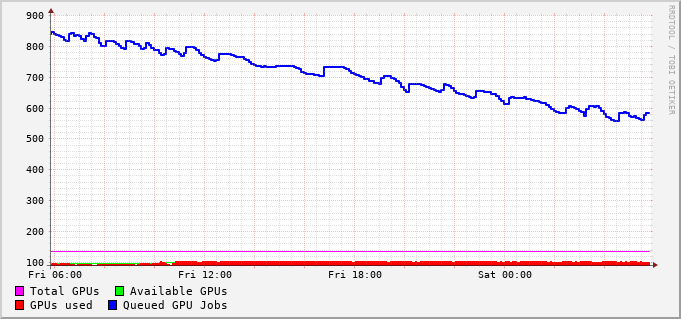 900
800
700
600
500
400
300
200
100
Fri 06:00 Fri 12:00 Fri 18:00 Sat 00:00
Total GPUs Available GPUs
GPUs used Queued GPU Jobs
RRDTOOL / TOBI OETIKER